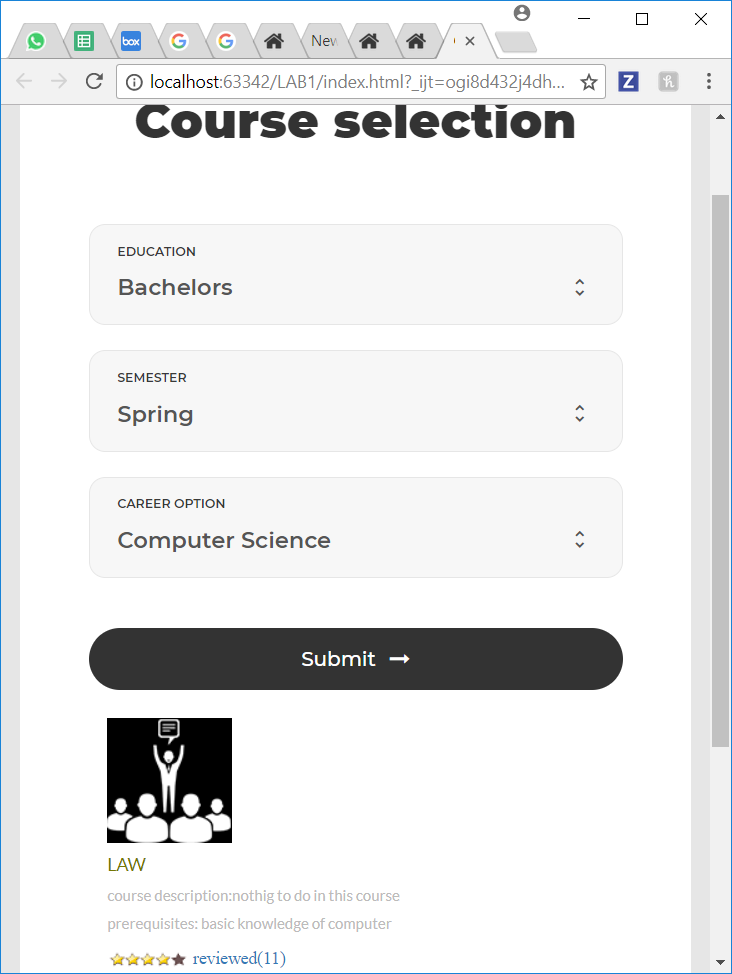 box
New
localhost:63342/LAB1/index.html?_ijt=ogi8d432j4dh...
Z
h
Course selection
EDUCATION
Bachelors
SEMESTER
Spring
CAREER OPTION
Computer Science
Submit
LAW
course description:nothig to do in this course
prerequisites: basic knowledge of computer
reviewed(11)